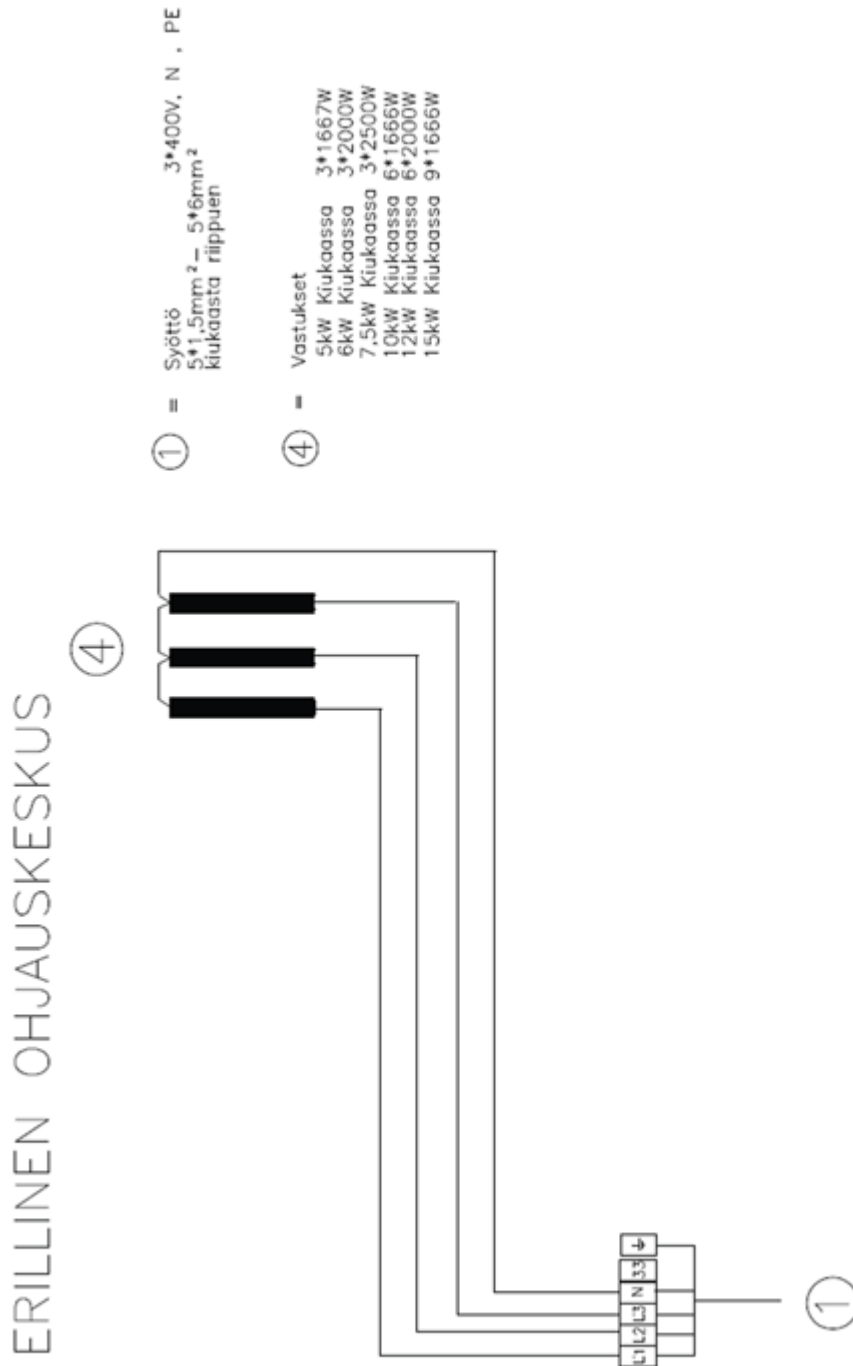 ERILLINEN OHJAUSKESKUS
4
1 = Syöttö 3*400V, N , PE
5*1,5mm² – 5*6mm²
kiukaasta riippuen
4 = Vastukset
5kW Kiukaassa 3*1667W
6kW Kiukaassa 3*2000W
7,5kW Kiukaassa 3*2500W
10kW Kiukaassa 6*1666W
12kW Kiukaassa 6*2000W
15kW Kiukaassa 9*1666W
L1 L2 L3 N 33 ⏚
1